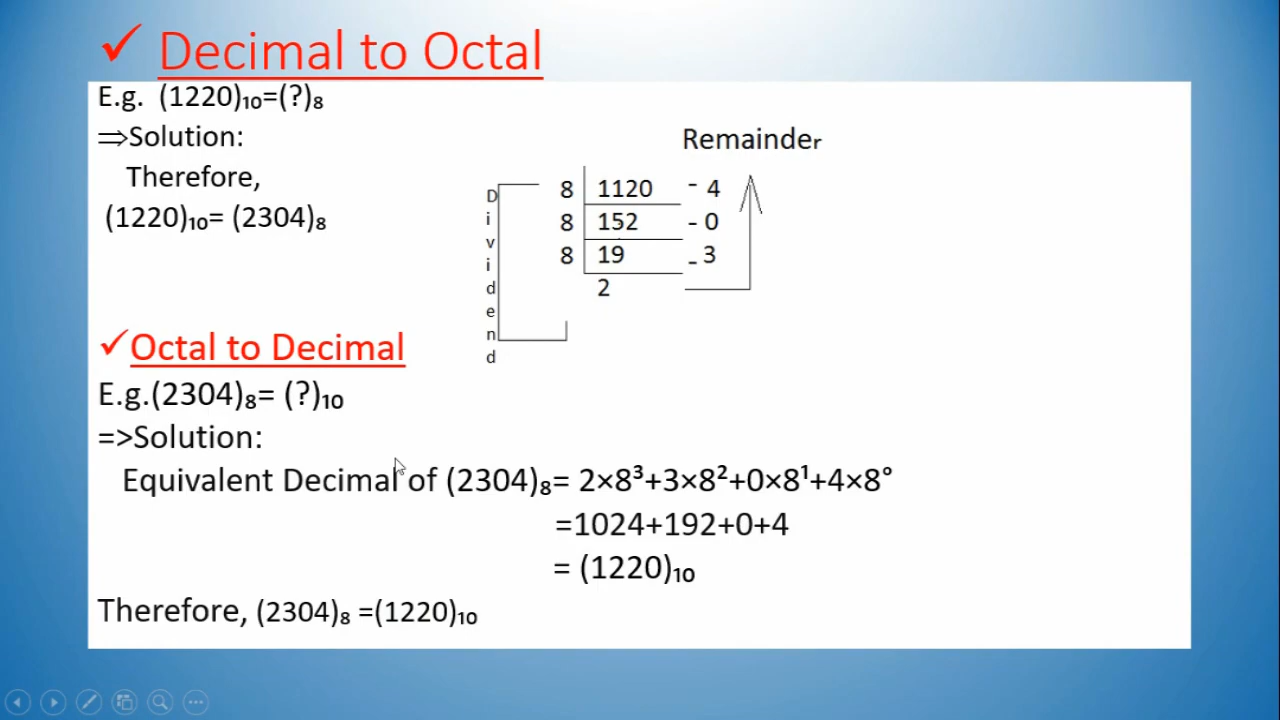 ✓ Decimal to Octal
E.g. (1220)₁₀=(?)₈
⇒Solution:
Therefore,
(1220)₁₀= (2304)₈
Remainder
Dividend
8 1120 - 4
8 152 - 0
8 19 - 3
2
✓Octal to Decimal
E.g.(2304)₈= (?)₁₀
=>Solution:
Equivalent Decimal of (2304)₈= 2×8³+3×8²+0×8¹+4×8°
=1024+192+0+4
= (1220)₁₀
Therefore, (2304)₈ =(1220)₁₀